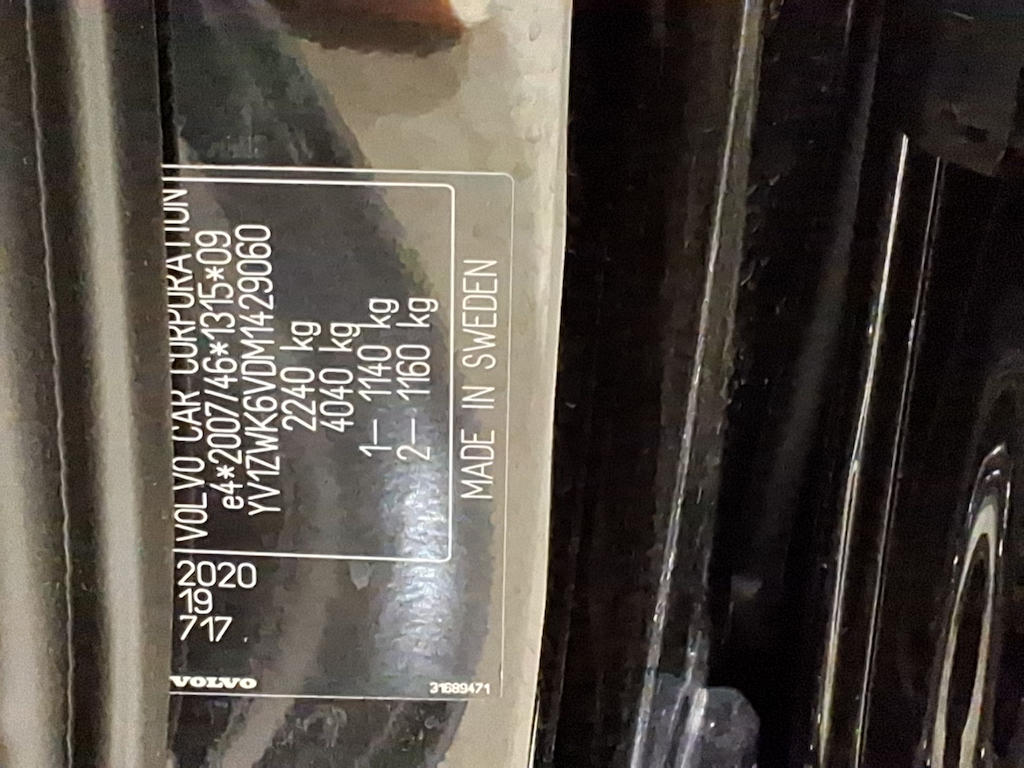 VOLVO CAR CORPORATION
e4*2007/46*1315*09
YV1ZWK6VDM1429060
2240 kg
4040 kg
1– 1140 kg
2– 1160 kg
MADE IN SWEDEN
2020
19
717
VOLVO
31689471